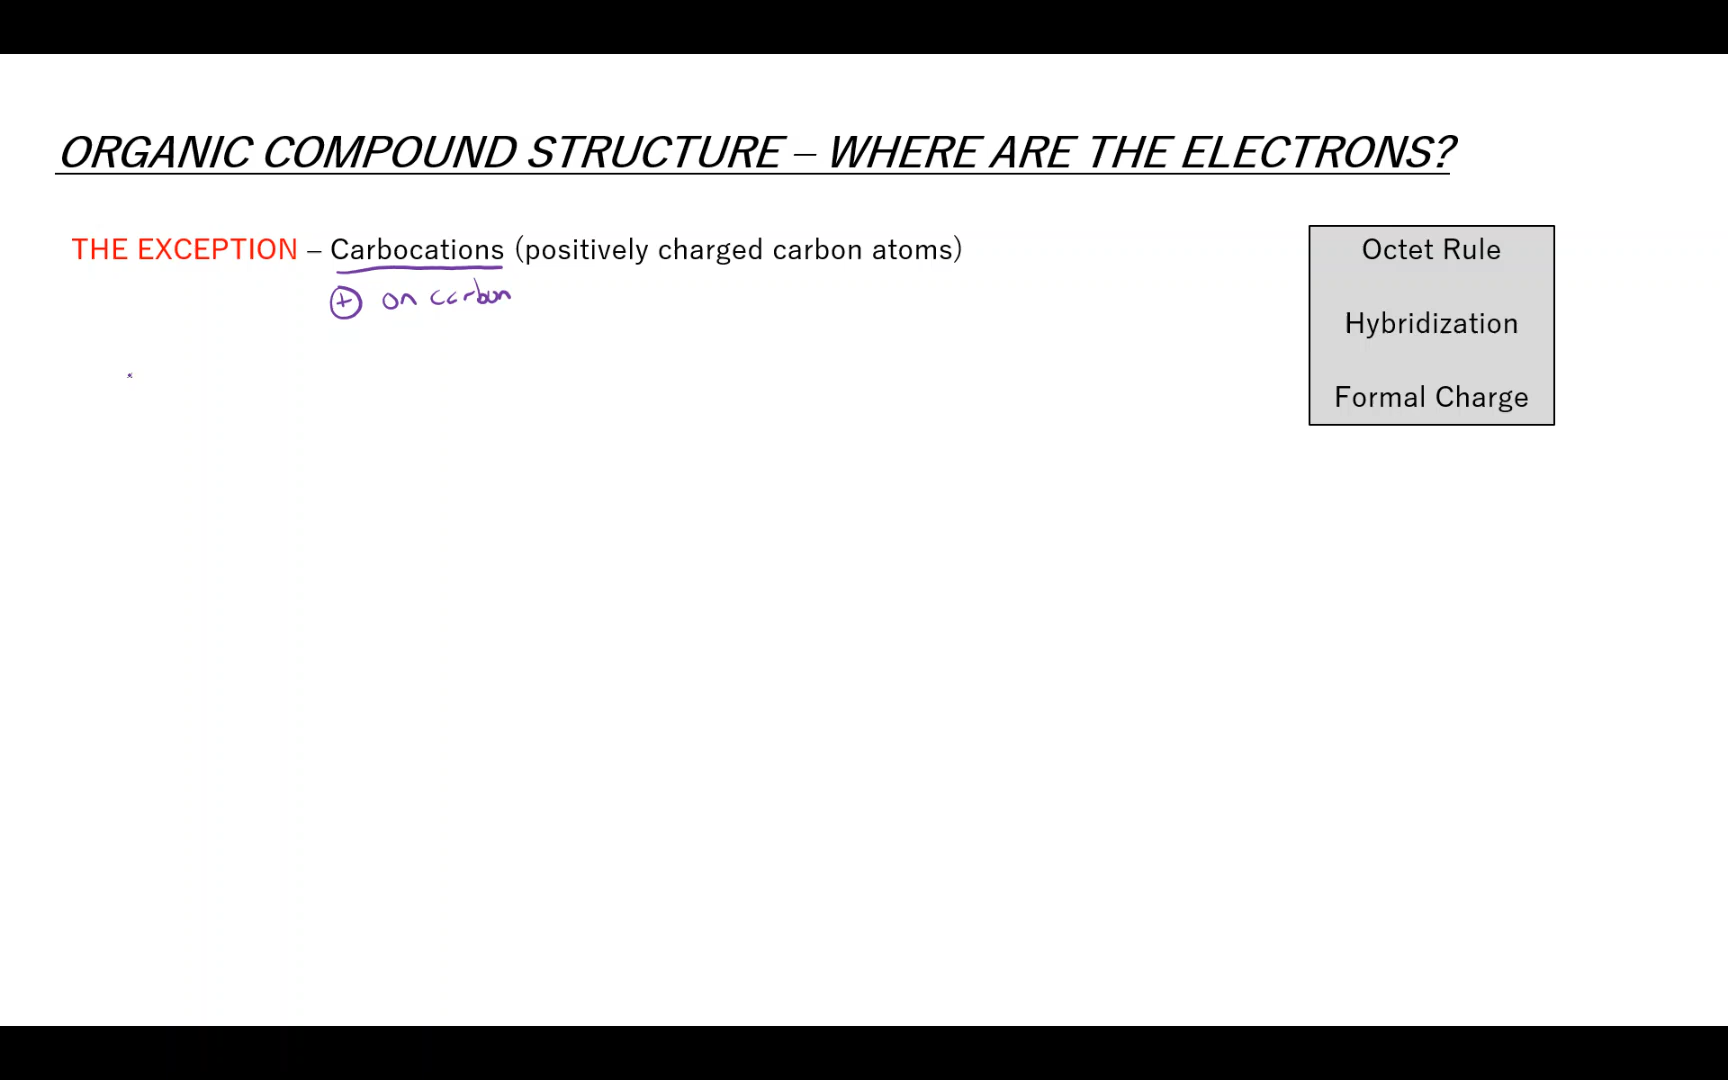 ORGANIC COMPOUND STRUCTURE – WHERE ARE THE ELECTRONS?
THE EXCEPTION – Carbocations (positively charged carbon atoms)
⊕ on carbon
Octet Rule
Hybridization
Formal Charge